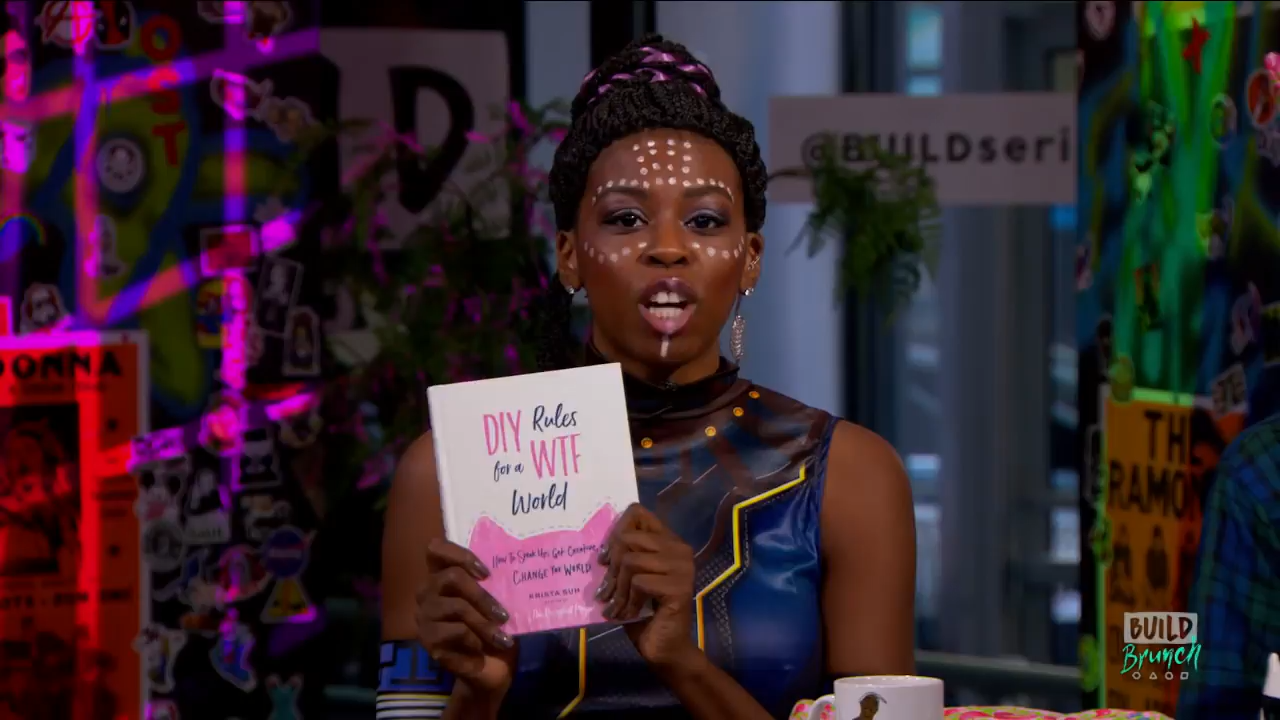 OST
D
@BUILDseri
DONNA
DIY Rules
for a WTF
World
How To Speak Up, Get Creative,
CHANGE THE WORLD
KRISTA SUH
THE
RAMON
BUILD
Brunch